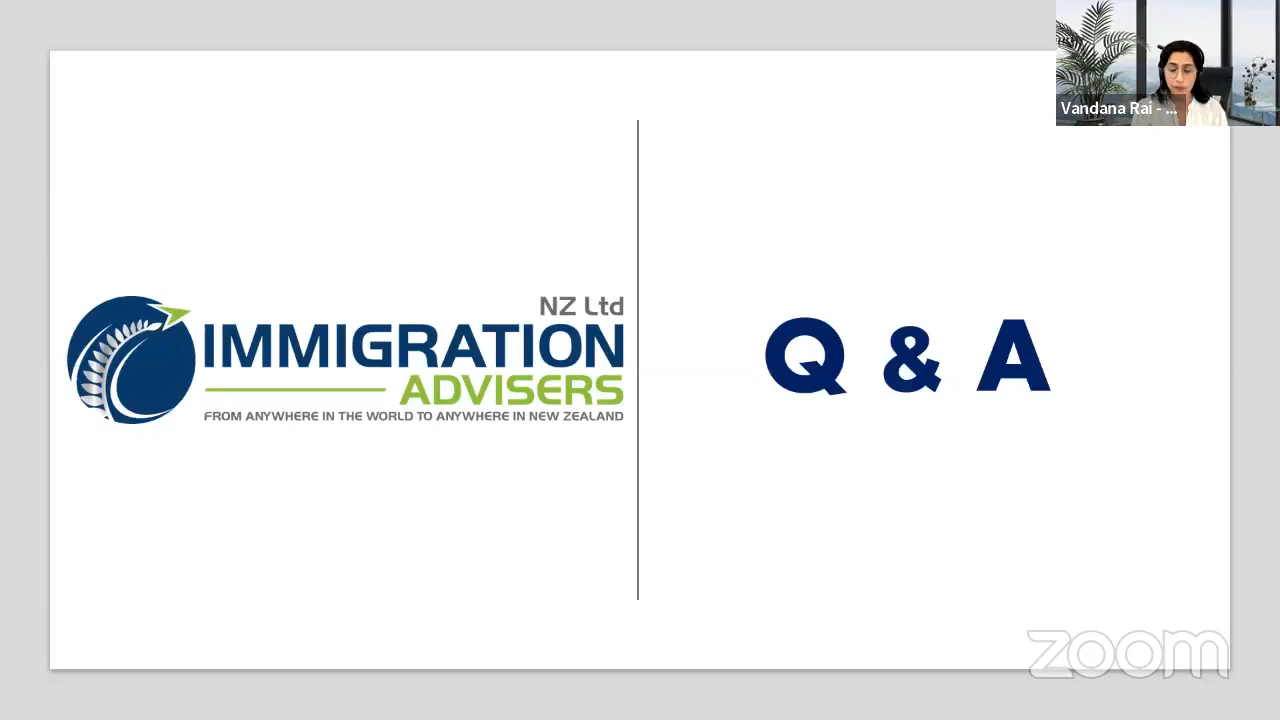 Vandana Rai - ...
NZ Ltd
IMMIGRATION
ADVISERS
FROM ANYWHERE IN THE WORLD TO ANYWHERE IN NEW ZEALAND
Q & A
zoom